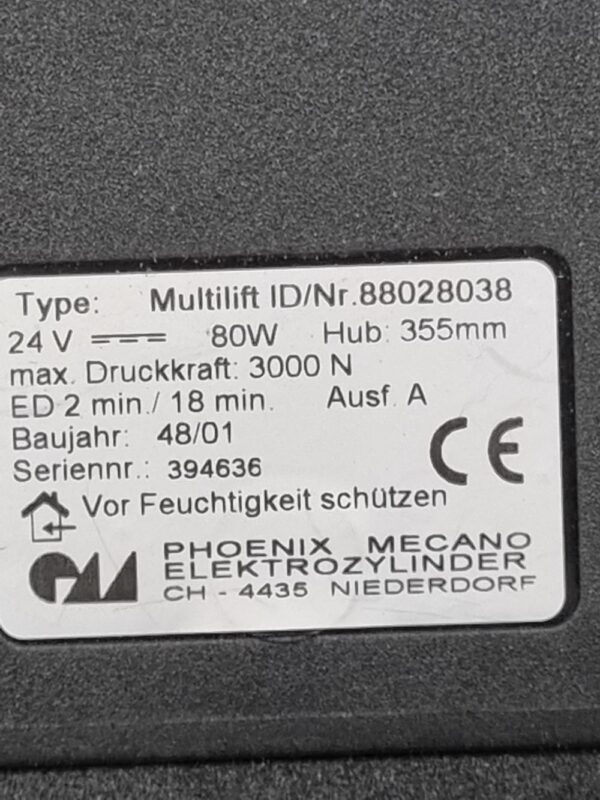 Type: Multilift ID/Nr.88028038
24 V 80W Hub: 355mm
max. Druckkraft: 3000 N
ED 2 min./ 18 min. Ausf. A
Baujahr: 48/01
Seriennr.: 394636
CE
Vor Feuchtigkeit schützen
PHOENIX MECANO
ELEKTROZYLINDER
CH - 4435 NIEDERDORF